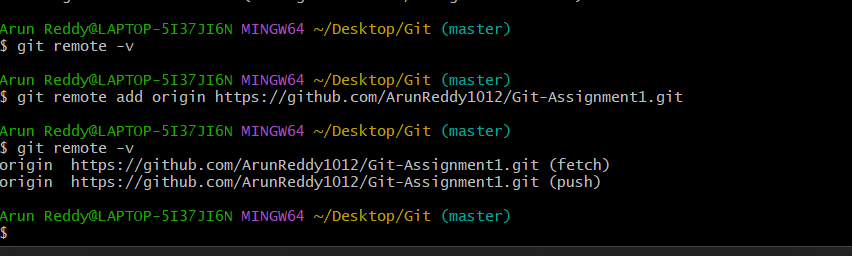 Arun Reddy@LAPTOP-5I37JI6N MINGW64 ~/Desktop/Git (master)
$ git remote -v
Arun Reddy@LAPTOP-5I37JI6N MINGW64 ~/Desktop/Git (master)
$ git remote add origin https://github.com/ArunReddy1012/Git-Assignment1.git
Arun Reddy@LAPTOP-5I37JI6N MINGW64 ~/Desktop/Git (master)
$ git remote -v
origin  https://github.com/ArunReddy1012/Git-Assignment1.git (fetch)
origin  https://github.com/ArunReddy1012/Git-Assignment1.git (push)
Arun Reddy@LAPTOP-5I37JI6N MINGW64 ~/Desktop/Git (master)
$